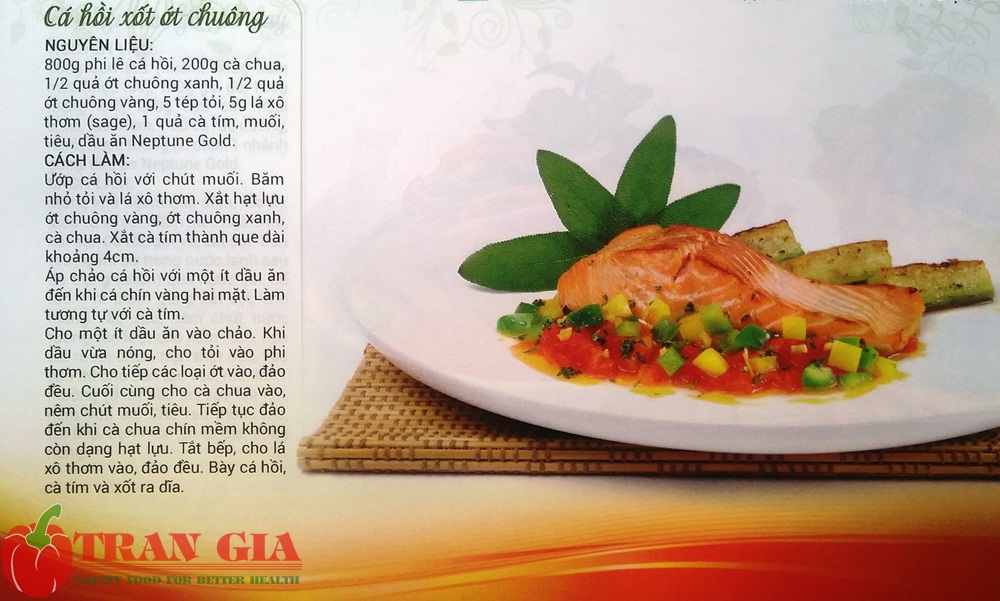 Cá hồi xốt ớt chuông
NGUYÊN LIỆU:
800g phi lê cá hồi, 200g cà chua,
1/2 quả ớt chuông xanh, 1/2 quả
ớt chuông vàng, 5 tép tỏi, 5g lá xô
thơm (sage), 1 quả cà tím, muối,
tiêu, dầu ăn Neptune Gold.
CÁCH LÀM:
Ướp cá hồi với chút muối. Băm
nhỏ tỏi và lá xô thơm. Xắt hạt lựu
ớt chuông vàng, ớt chuông xanh,
cà chua. Xắt cà tím thành que dài
khoảng 4cm.
Áp chảo cá hồi với một ít dầu ăn
đến khi cá chín vàng hai mặt. Làm
tương tự với cà tím.
Cho một ít dầu ăn vào chảo. Khi
dầu vừa nóng, cho tỏi vào phi
thơm. Cho tiếp các loại ớt vào, đảo
đều. Cuối cùng cho cà chua vào,
nêm chút muối, tiêu. Tiếp tục đảo
đến khi cà chua chín mềm không
còn dạng hạt lựu. Tắt bếp, cho lá
xô thơm vào, đảo đều. Bày cá hồi,
cà tím và xốt ra dĩa.
TRAN GIA
SAFETY FOOD FOR BETTER HEALTH